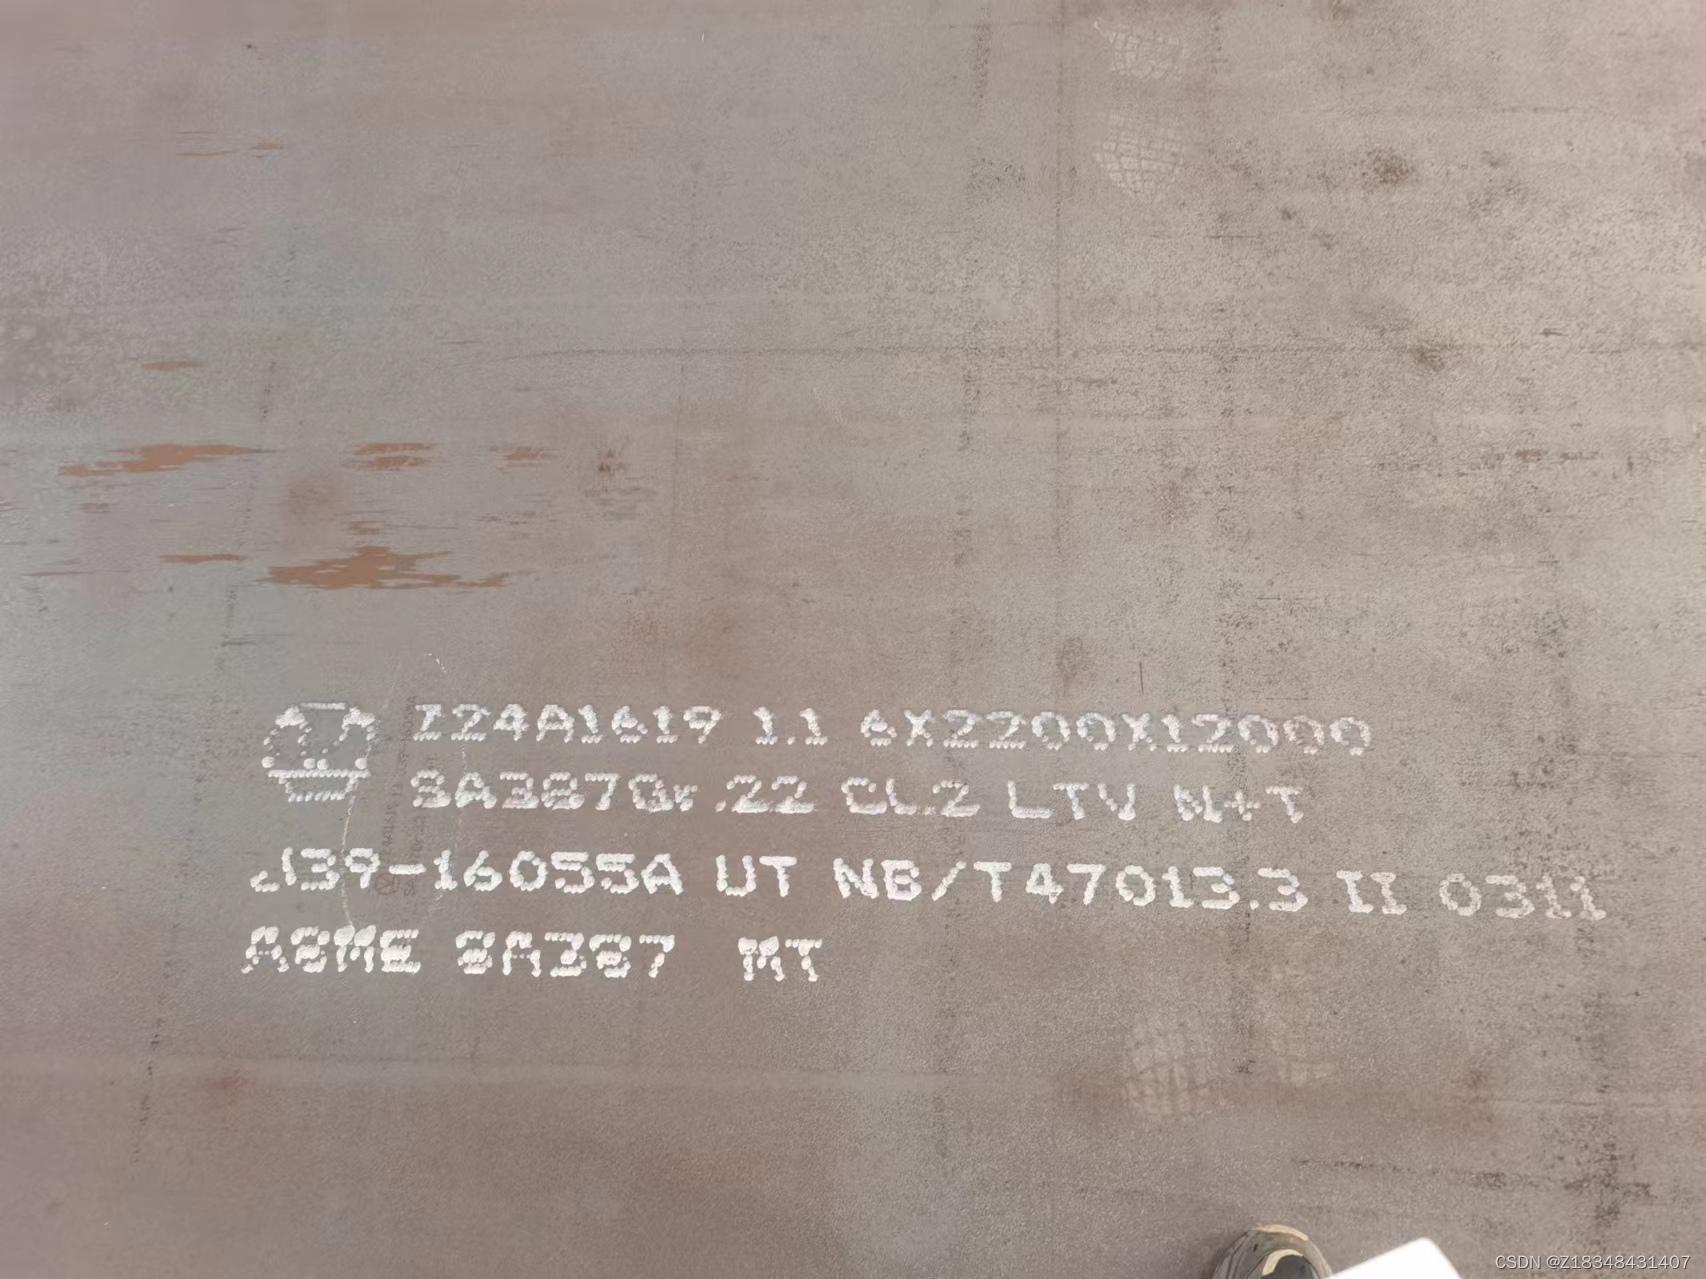 Z24A1619 1.1 6X2200X12000
SA387Gr.22 CL.2 LTV N+T
J39-16055A UT NB/T47013.3 II 0311
ASME SA387 MT
CSDN @Z18348431407